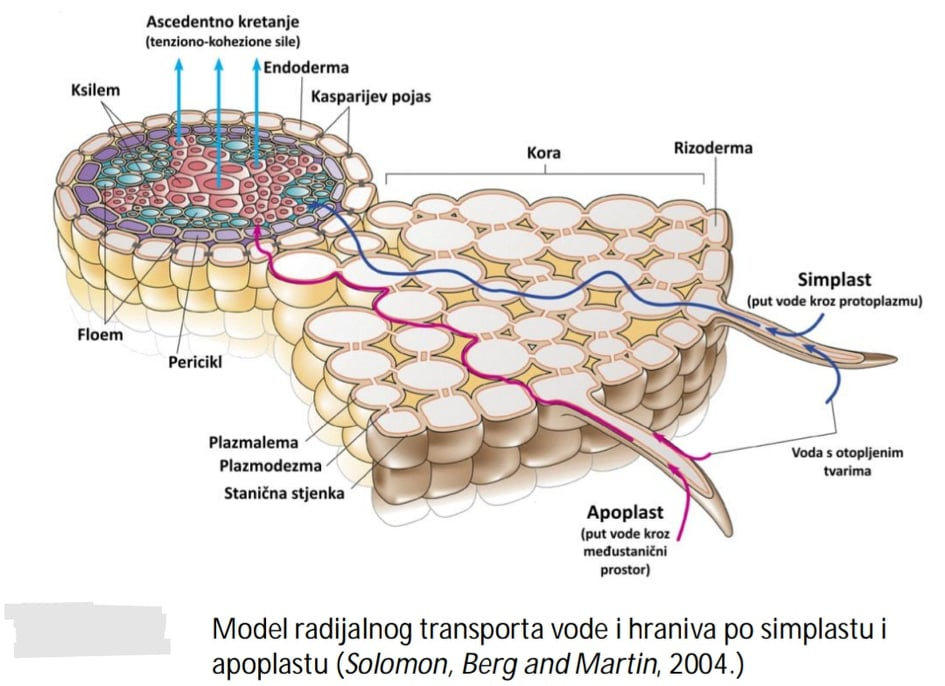 Ascedentno kretanje
(tenziono-kohezione sile)
Endoderma
Ksilem
Kasparijev pojas
Kora
Rizoderma
Simplast
(put vode kroz protoplazmu)
Floem
Pericikl
Plazmalema
Plazmodezma
Stanična stjenka
Voda s otopljenim
tvarima
Apoplast
(put vode kroz
međustanični
prostor)
Model radijalnog transporta vode i hraniva po simplastu i
apoplastu (Solomon, Berg and Martin, 2004.)